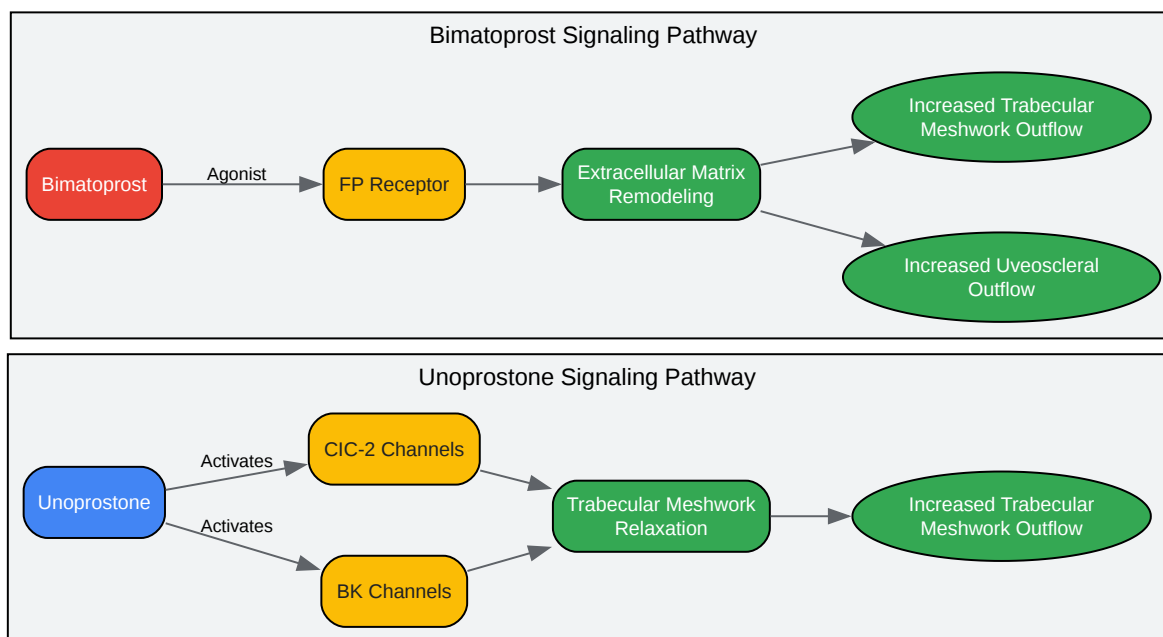 Bimatoprost Signaling Pathway
Bimatoprost
Agonist
FP Receptor
Extracellular Matrix
Remodeling
Increased Trabecular
Meshwork Outflow
Increased Uveoscleral
Outflow
Unoprostone Signaling Pathway
Unoprostone
Activates
Activates
CIC-2 Channels
BK Channels
Trabecular Meshwork
Relaxation
Increased Trabecular
Meshwork Outflow